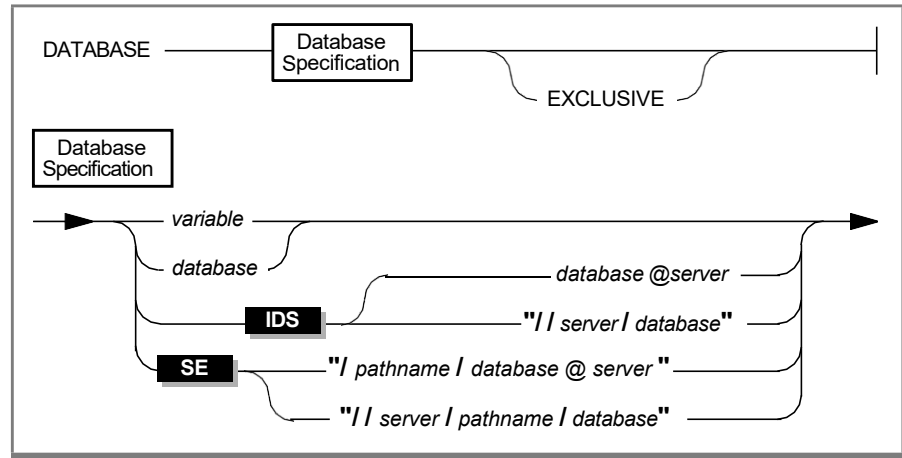 DATABASE
Database
Specification
EXCLUSIVE
Database
Specification
variable
database
database @server
IDS
"// server / database"
SE
"/ pathname / database @ server "
"// server / pathname / database"